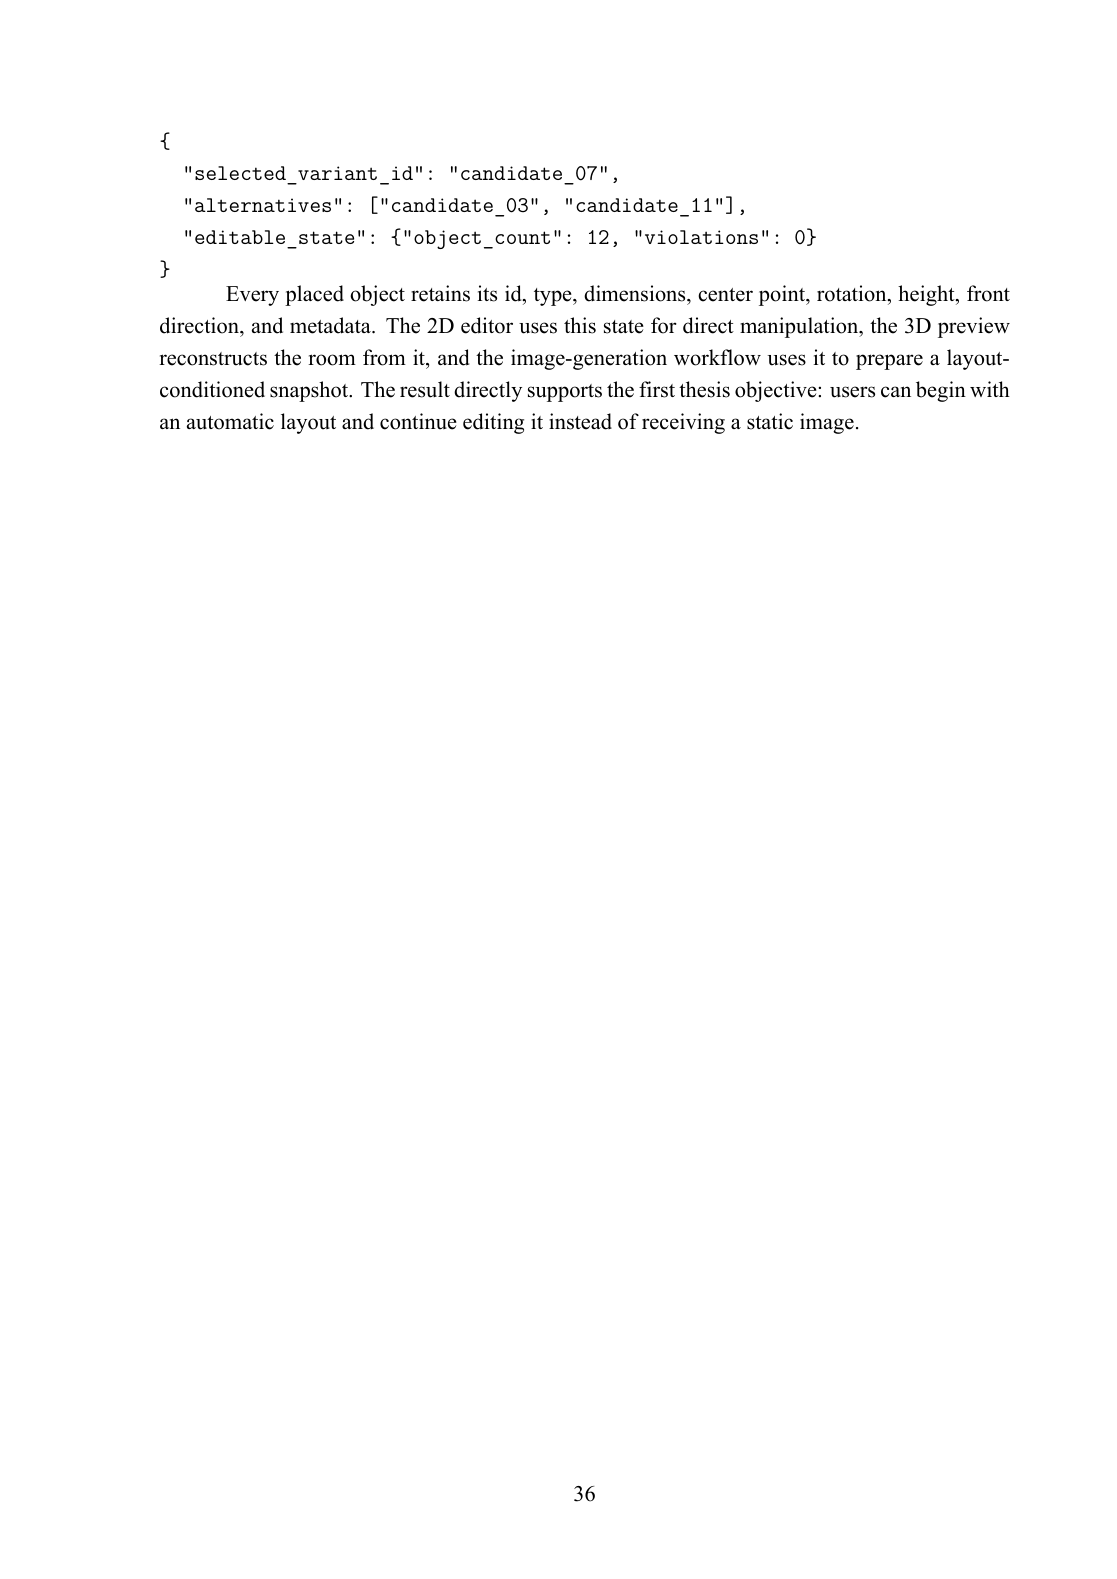 {
  "selected_variant_id": "candidate_07",
  "alternatives": ["candidate_03", "candidate_11"],
  "editable_state": {"object_count": 12, "violations": 0}
}
Every placed object retains its id, type, dimensions, center point, rotation, height, front
direction, and metadata. The 2D editor uses this state for direct manipulation, the 3D preview
reconstructs the room from it, and the image-generation workflow uses it to prepare a layout-
conditioned snapshot. The result directly supports the first thesis objective: users can begin with
an automatic layout and continue editing it instead of receiving a static image.
36